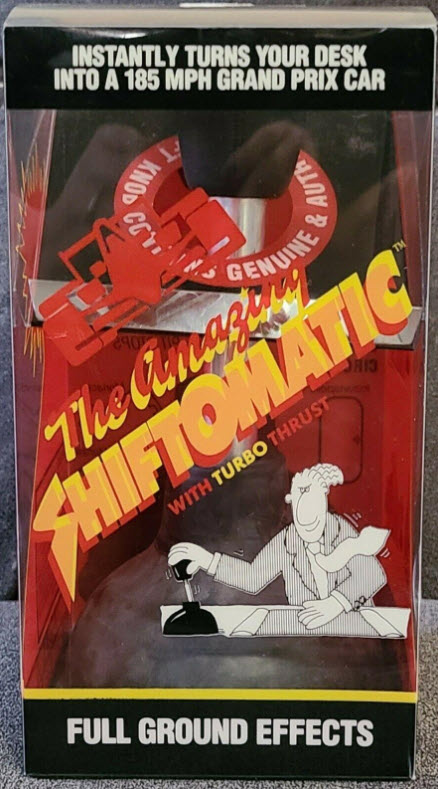 INSTANTLY TURNS YOUR DESK
INTO A 185 MPH GRAND PRIX CAR
GENUINE &
The Amazing
SHIFTOMATIC™
WITH TURBO THRUST
FULL GROUND EFFECTS